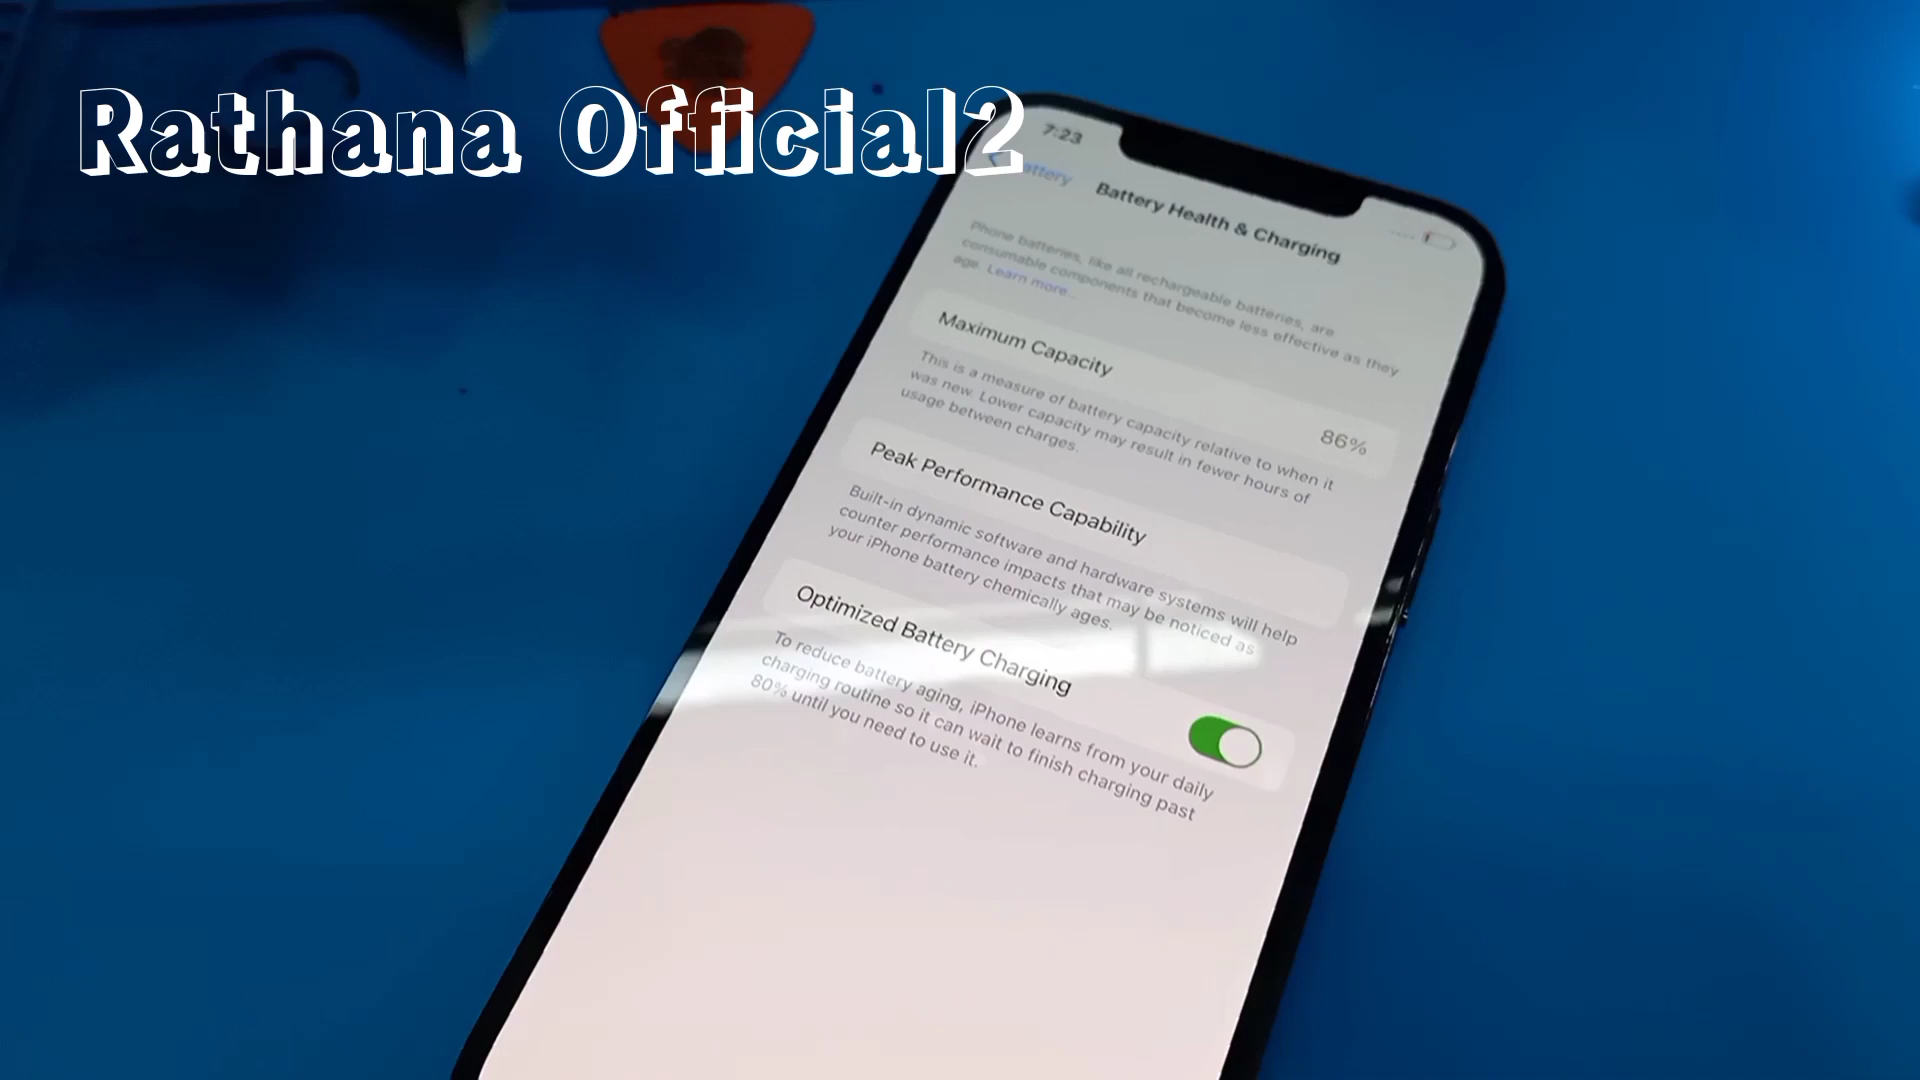 Rathana Official2
7:23
Battery
Battery Health & Charging
Phone batteries, like all rechargeable batteries, are
consumable components that become less effective as they
age. Learn more...
Maximum Capacity
86%
This is a measure of battery capacity relative to when it
was new. Lower capacity may result in fewer hours of
usage between charges.
Peak Performance Capability
Built-in dynamic software and hardware systems will help
counter performance impacts that may be noticed as
your iPhone battery chemically ages.
Optimized Battery Charging
To reduce battery aging, iPhone learns from your daily
charging routine so it can wait to finish charging past
80% until you need to use it.